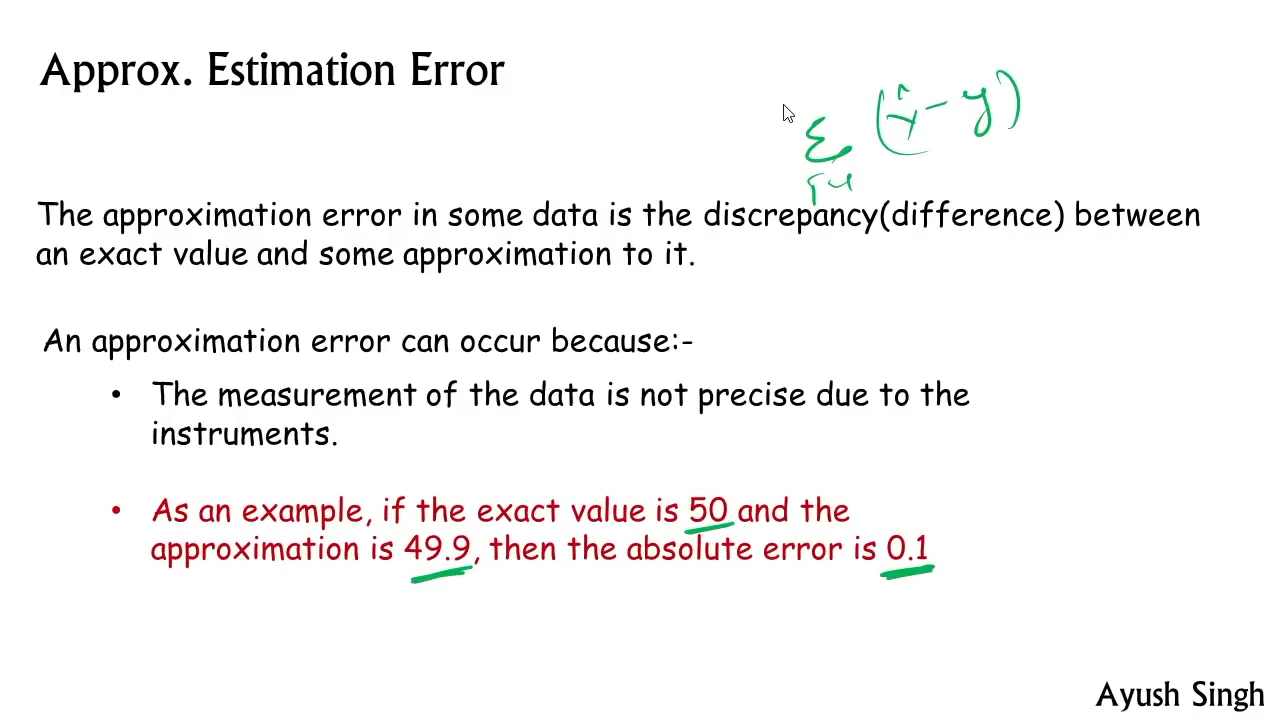 Approx. Estimation Error
(ŷ - y)
Σ
The approximation error in some data is the discrepancy(difference) between
an exact value and some approximation to it.
An approximation error can occur because:-
• The measurement of the data is not precise due to the
instruments.
• As an example, if the exact value is 50 and the
approximation is 49.9, then the absolute error is 0.1
Ayush Singh